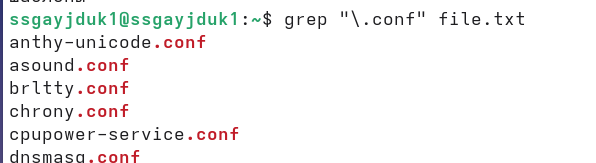 ssgayjduk1@ssgayjduk1:~$ grep "\.conf" file.txt
anthy-unicode.conf
asound.conf
brltty.conf
chrony.conf
cpupower-service.conf
dnsmasq.conf